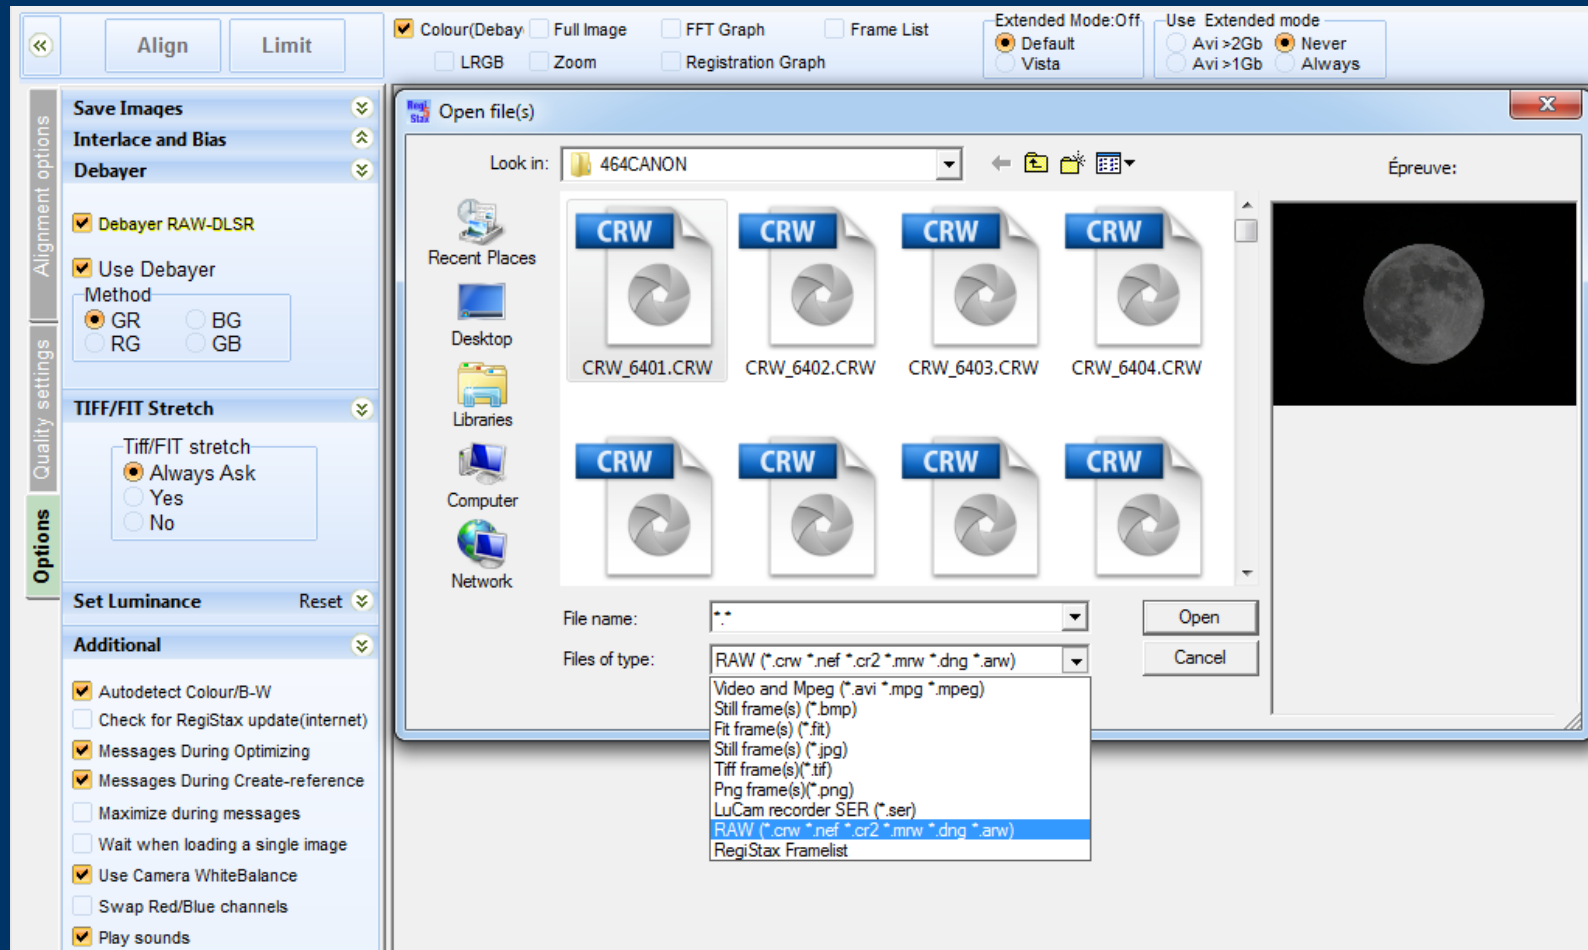 Align
Limit
Colour(Debay
Full Image
FFT Graph
Frame List
LRGB
Zoom
Registration Graph
Extended Mode:Off
Default
Vista
Use Extended mode
Avi >2Gb
Never
Avi >1Gb
Always
Alignment options
Quality settings
Options
Save Images
Interlace and Bias
Debayer
Debayer RAW-DLSR
Use Debayer
Method
GR
BG
RG
GB
TIFF/FIT Stretch
Tiff/FIT stretch
Always Ask
Yes
No
Set Luminance
Reset
Additional
Autodetect Colour/B-W
Check for RegiStax update(internet)
Messages During Optimizing
Messages During Create-reference
Maximize during messages
Wait when loading a single image
Use Camera WhiteBalance
Swap Red/Blue channels
Play sounds
Open file(s)
Look in:
464CANON
Épreuve:
Recent Places
Desktop
Libraries
Computer
Network
CRW
CRW
CRW
CRW
CRW_6401.CRW
CRW_6402.CRW
CRW_6403.CRW
CRW_6404.CRW
CRW
CRW
CRW
CRW
File name:
*.*
Open
Files of type:
RAW (*.crw *.nef *.cr2 *.mrw *.dng *.arw)
Cancel
Video and Mpeg (*.avi *.mpg *.mpeg)
Still frame(s) (*.bmp)
Fit frame(s) (*.fit)
Still frame(s) (*.jpg)
Tiff frame(s)(*.tif)
Png frame(s)(*.png)
LuCam recorder SER (*.ser)
RAW (*.crw *.nef *.cr2 *.mrw *.dng *.arw)
RegiStax Framelist